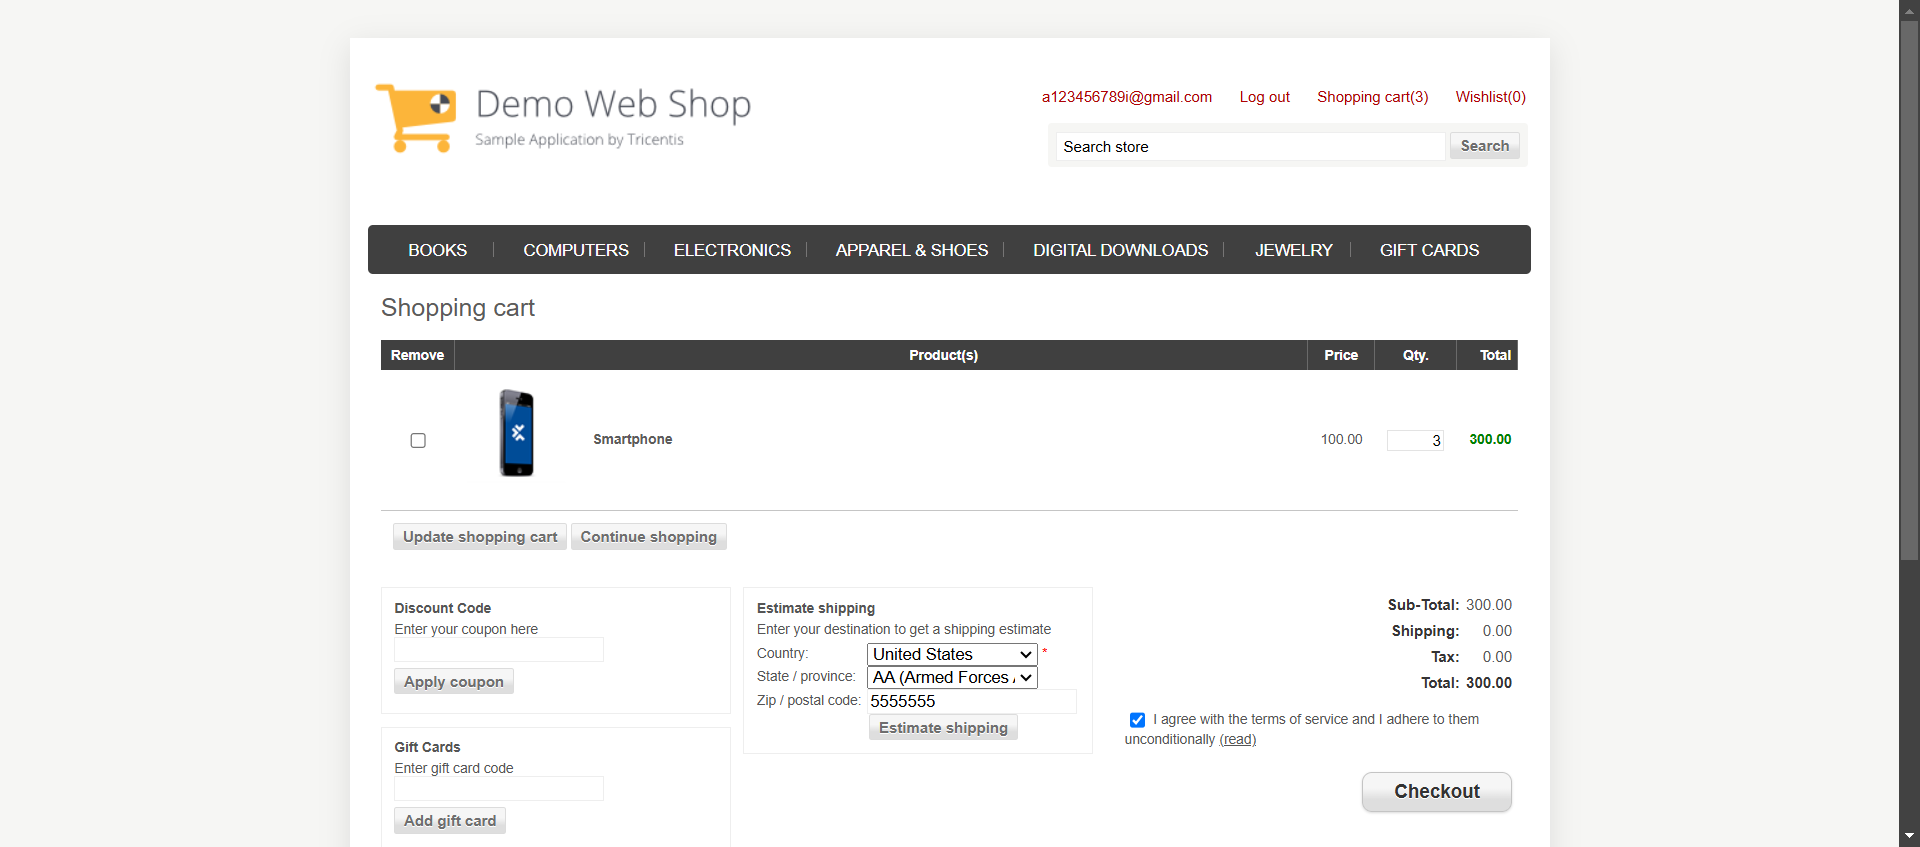 Demo Web Shop
Sample Application by Tricentis
a123456789i@gmail.com Log out Shopping cart(3) Wishlist(0)
Search store Search
BOOKS COMPUTERS ELECTRONICS APPAREL & SHOES DIGITAL DOWNLOADS JEWELRY GIFT CARDS
Shopping cart
Remove Product(s) Price Qty. Total
Smartphone 100.00 3 300.00
Update shopping cart Continue shopping
Discount Code
Enter your coupon here
Apply coupon
Gift Cards
Enter gift card code
Add gift card
Estimate shipping
Enter your destination to get a shipping estimate
Country: United States *
State / province: AA (Armed Forces
Zip / postal code: 5555555
Estimate shipping
Sub-Total: 300.00
Shipping: 0.00
Tax: 0.00
Total: 300.00
I agree with the terms of service and I adhere to them
unconditionally (read)
Checkout